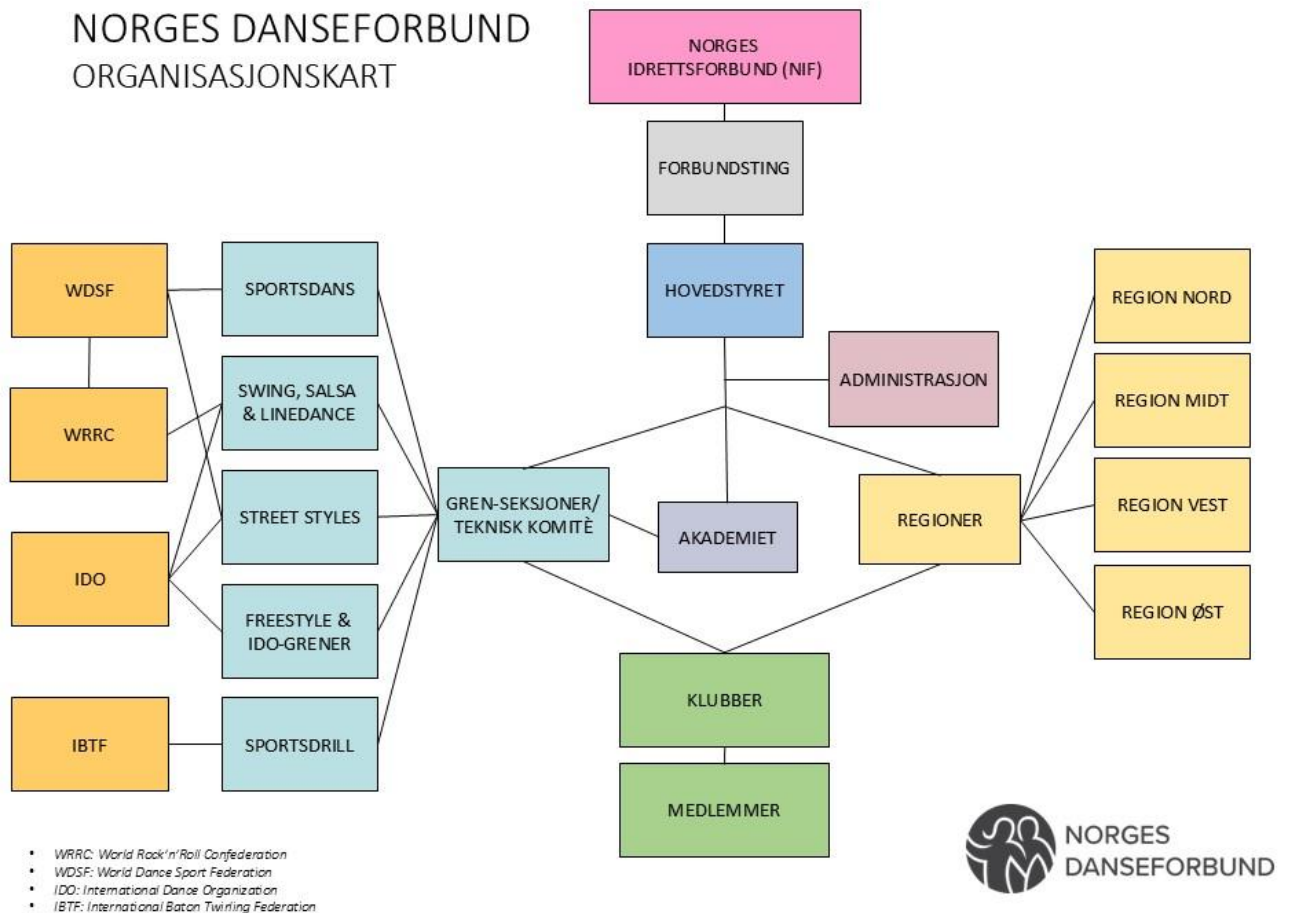 NORGES DANSEFORBUND
ORGANISASJONSKART
NORGES
IDRETTSFORBUND (NIF)
FORBUNDSTING
HOVEDSTYRET
ADMINISTRASJON
WDSF
WRRC
IDO
IBTF
SPORTSDANS
SWING, SALSA
& LINEDANCE
STREET STYLES
FREESTYLE &
IDO-GRENER
SPORTSDRILL
GREN-SEKSJONER/
TEKNISK KOMITÈ
AKADEMIET
REGIONER
REGION NORD
REGION MIDT
REGION VEST
REGION ØST
KLUBBER
MEDLEMMER
• WRRC: World Rock'n'Roll Confederation
• WDSF: World Dance Sport Federation
• IDO: International Dance Organization
• IBTF: International Baton Twirling Federation
NORGES
DANSEFORBUND